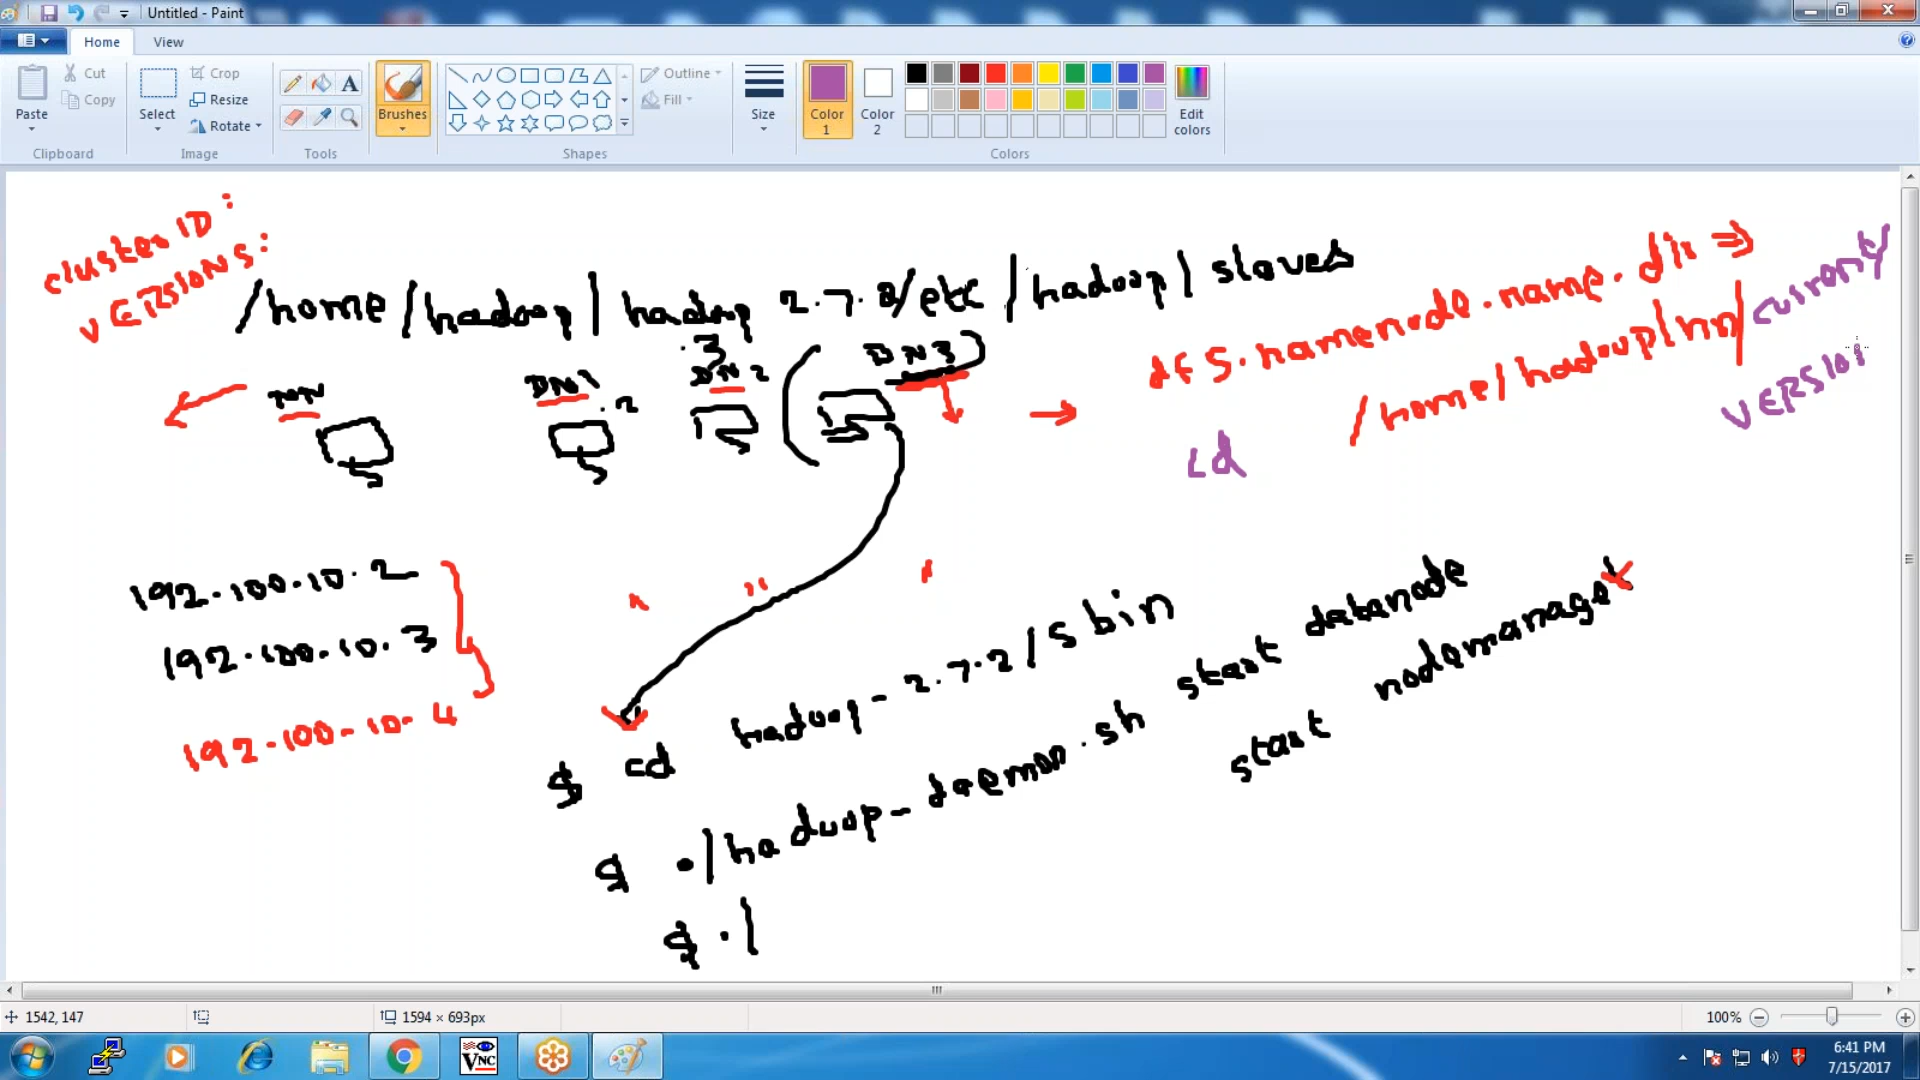 Untitled - Paint
Home View
Paste Cut Copy
Select Crop Resize Rotate
Brushes
Outline Fill
Size
Color 1
Color 2
Edit colors
Clipboard Image Tools Shapes Colors
clusterID:
VERSIONS:
/home/hadoop/hadoop 2.7.2/etc/hadoop/slaves
dfs.namenode.name.dir ⇒
/home/hadoop/nn/current/
VERSION
NN DN1 .2 .3 DN2 (DN3)
cd
192.100.10.2
192.100.10.3
192.100.10.4
$ cd hadoop-2.7.2/sbin
$ ./hadoop-daemon.sh start datanode
$ ./ start nodemanager
1542, 147
1594 × 693px
100%
VNC
6:41 PM
7/15/2017